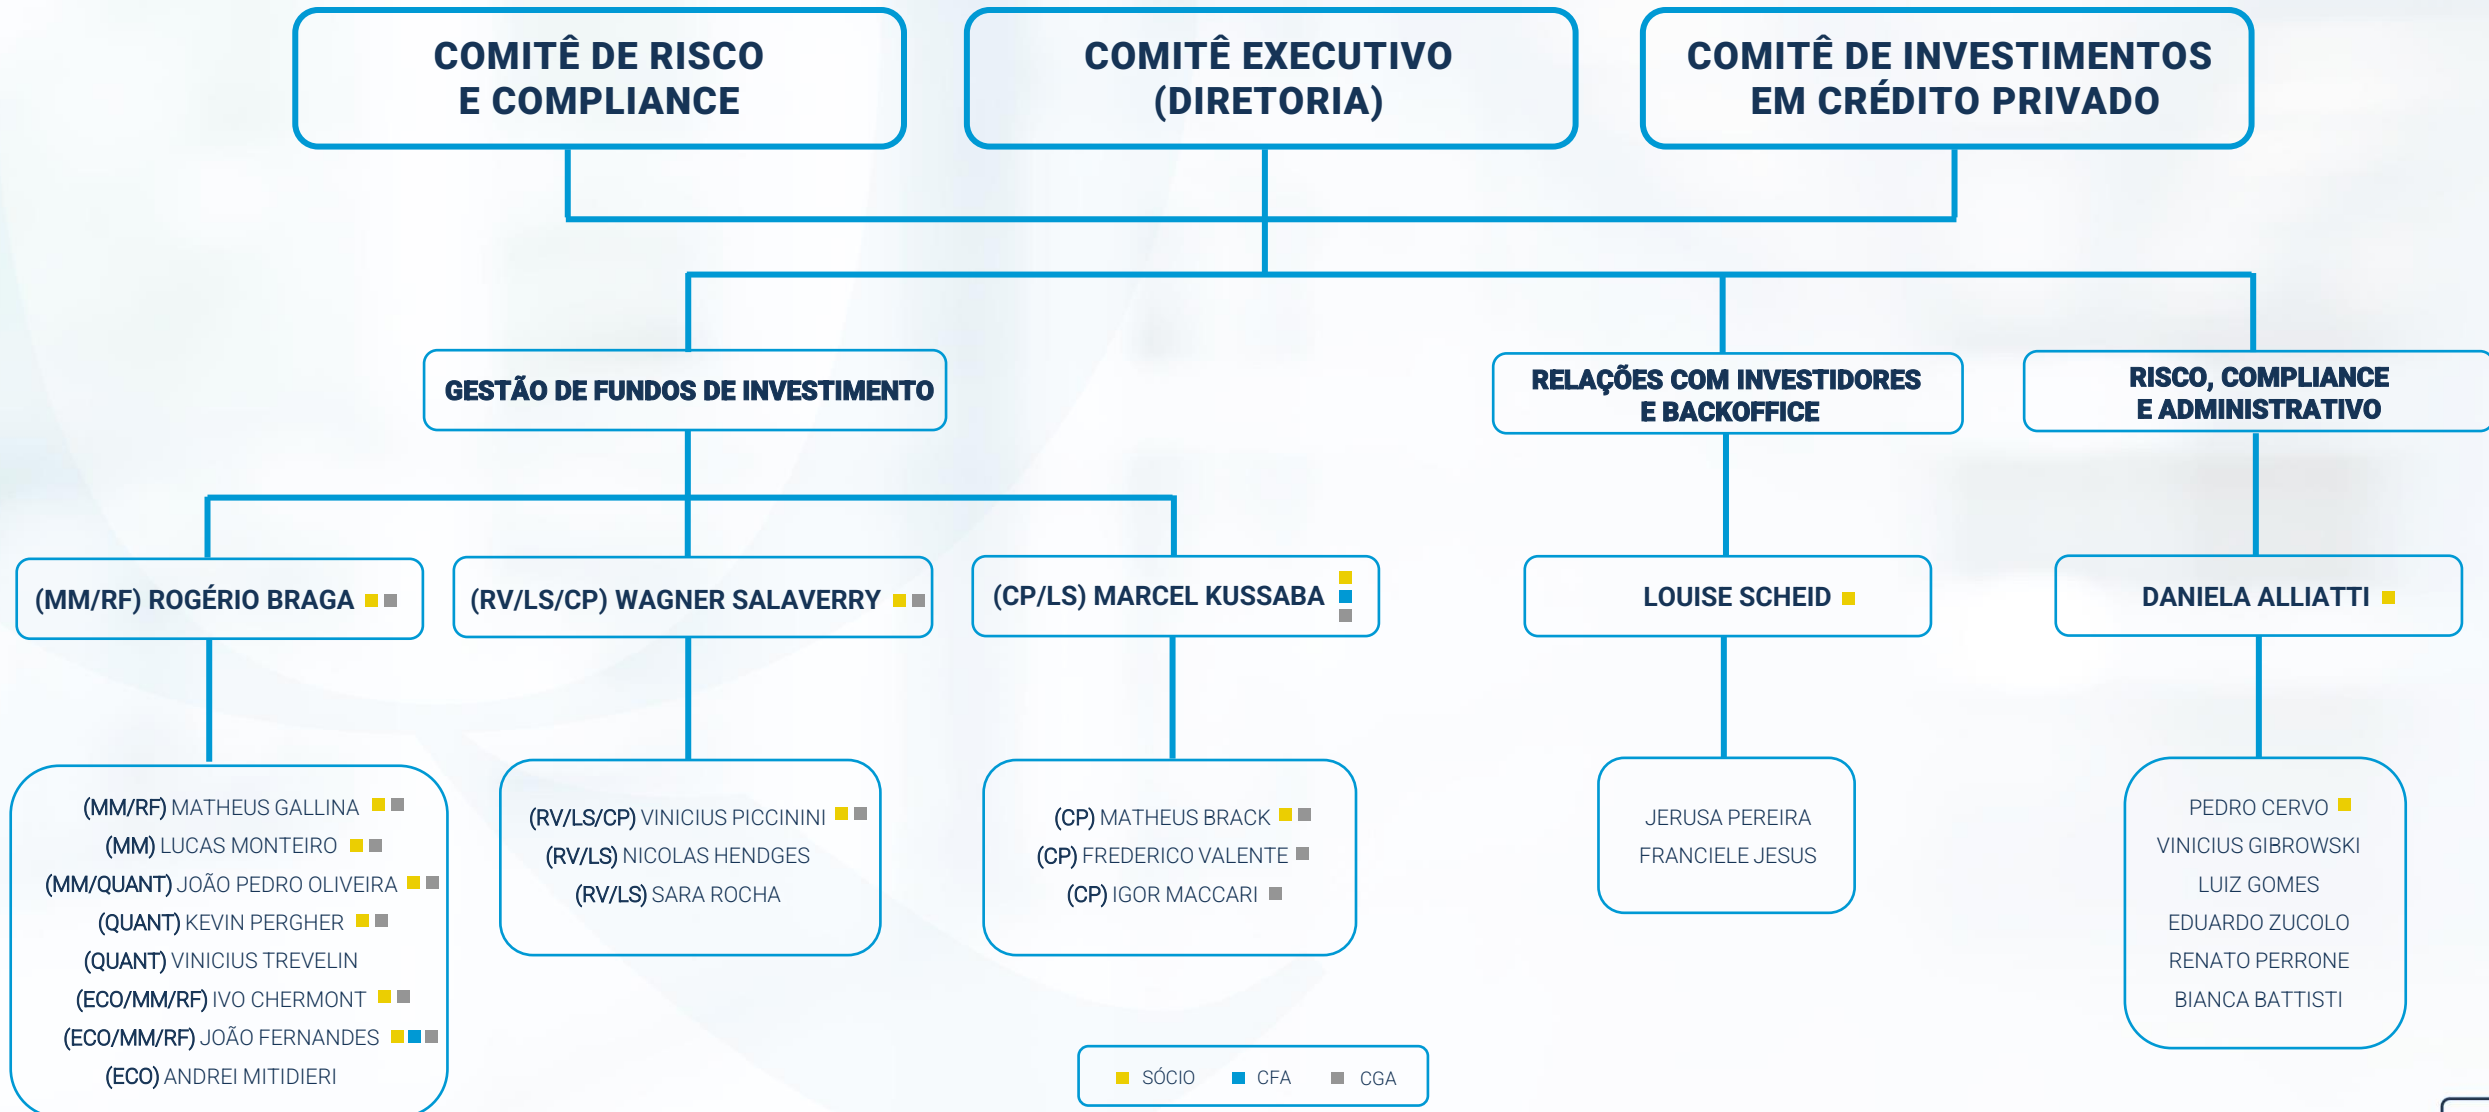 COMITÊ DE RISCO
E COMPLIANCE
COMITÊ EXECUTIVO
(DIRETORIA)
COMITÊ DE INVESTIMENTOS
EM CRÉDITO PRIVADO
GESTÃO DE FUNDOS DE INVESTIMENTO
RELAÇÕES COM INVESTIDORES
E BACKOFFICE
RISCO, COMPLIANCE
E ADMINISTRATIVO
(MM/RF) ROGÉRIO BRAGA
(RV/LS/CP) WAGNER SALAVERRY
(CP/LS) MARCEL KUSSABA
LOUISE SCHEID
DANIELA ALLIATTI
(MM/RF) MATHEUS GALLINA
(MM) LUCAS MONTEIRO
(MM/QUANT) JOÃO PEDRO OLIVEIRA
(QUANT) KEVIN PERGHER
(QUANT) VINICIUS TREVELIN
(ECO/MM/RF) IVO CHERMONT
(ECO/MM/RF) JOÃO FERNANDES
(ECO) ANDREI MITIDIERI
(RV/LS/CP) VINICIUS PICCININI
(RV/LS) NICOLAS HENDGES
(RV/LS) SARA ROCHA
(CP) MATHEUS BRACK
(CP) FREDERICO VALENTE
(CP) IGOR MACCARI
JERUSA PEREIRA
FRANCIELE JESUS
PEDRO CERVO
VINICIUS GIBROWSKI
LUIZ GOMES
EDUARDO ZUCOLO
RENATO PERRONE
BIANCA BATTISTI
SÓCIO
CFA
CGA